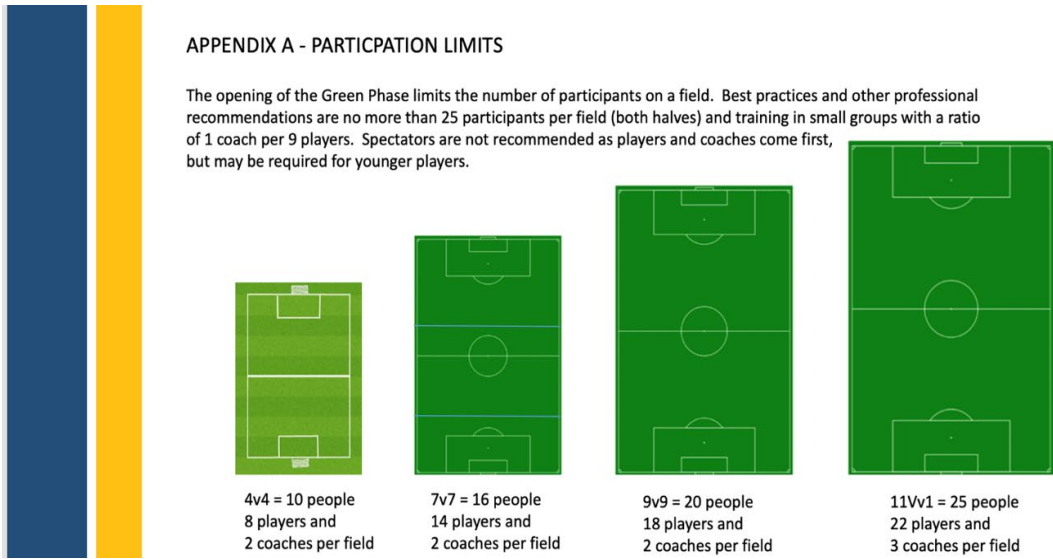 APPENDIX A - PARTICPATION LIMITS
The opening of the Green Phase limits the number of participants on a field.  Best practices and other professional
recommendations are no more than 25 participants per field (both halves) and training in small groups with a ratio
of 1 coach per 9 players.  Spectators are not recommended as players and coaches come first,
but may be required for younger players.
4v4 = 10 people
8 players and
2 coaches per field
7v7 = 16 people
14 players and
2 coaches per field
9v9 = 20 people
18 players and
2 coaches per field
11Vv1 = 25 people
22 players and
3 coaches per field